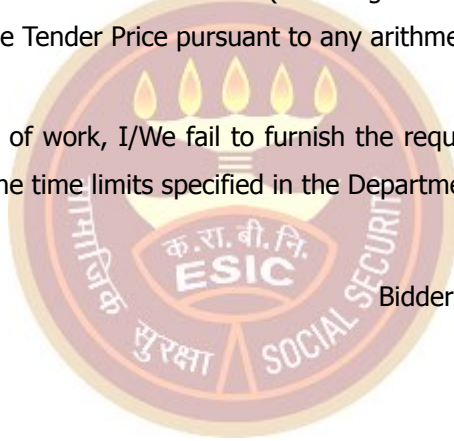 e Tender Price pursuant to any arithme
of work, I/We fail to furnish the requ
he time limits specified in the Departme
क.रा.बी.नि.
ESIC
सामाजिक सुरक्षा
SOCIAL SECURITY
Bidder